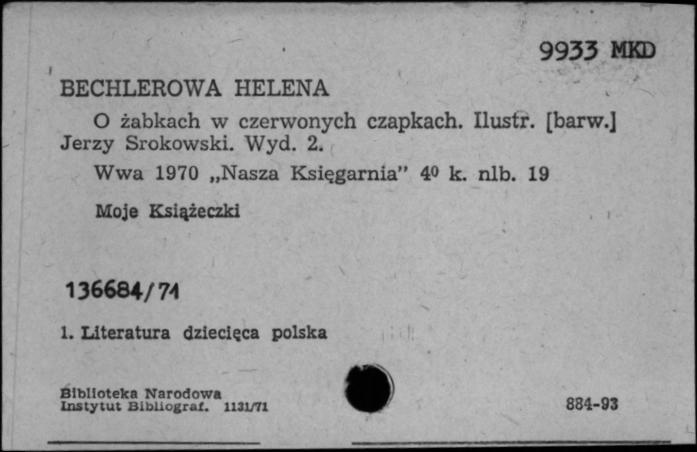 9933 MKD
BECHLEROWA HELENA
O żabkach w czerwonych czapkach. Ilustr. [barw.]
Jerzy Srokowski. Wyd. 2.
Wwa 1970 „Nasza Księgarnia” 4⁰ k. nlb. 19
Moje Książeczki
136684/71
1. Literatura dziecięca polska
Biblioteka Narodowa
Instytut Bibliograf. 1131/71
884-93